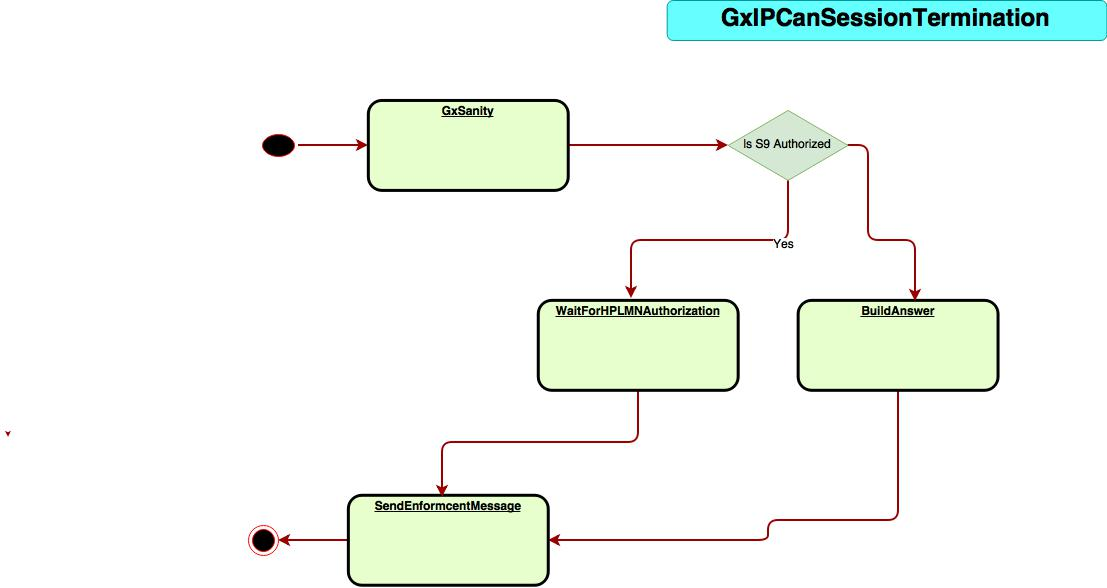 GxIPCanSessionTermination
GxSanity
Is S9 Authorized
Yes
WaitForHPLMNAuthorization
BuildAnswer
SendEnformcentMessage